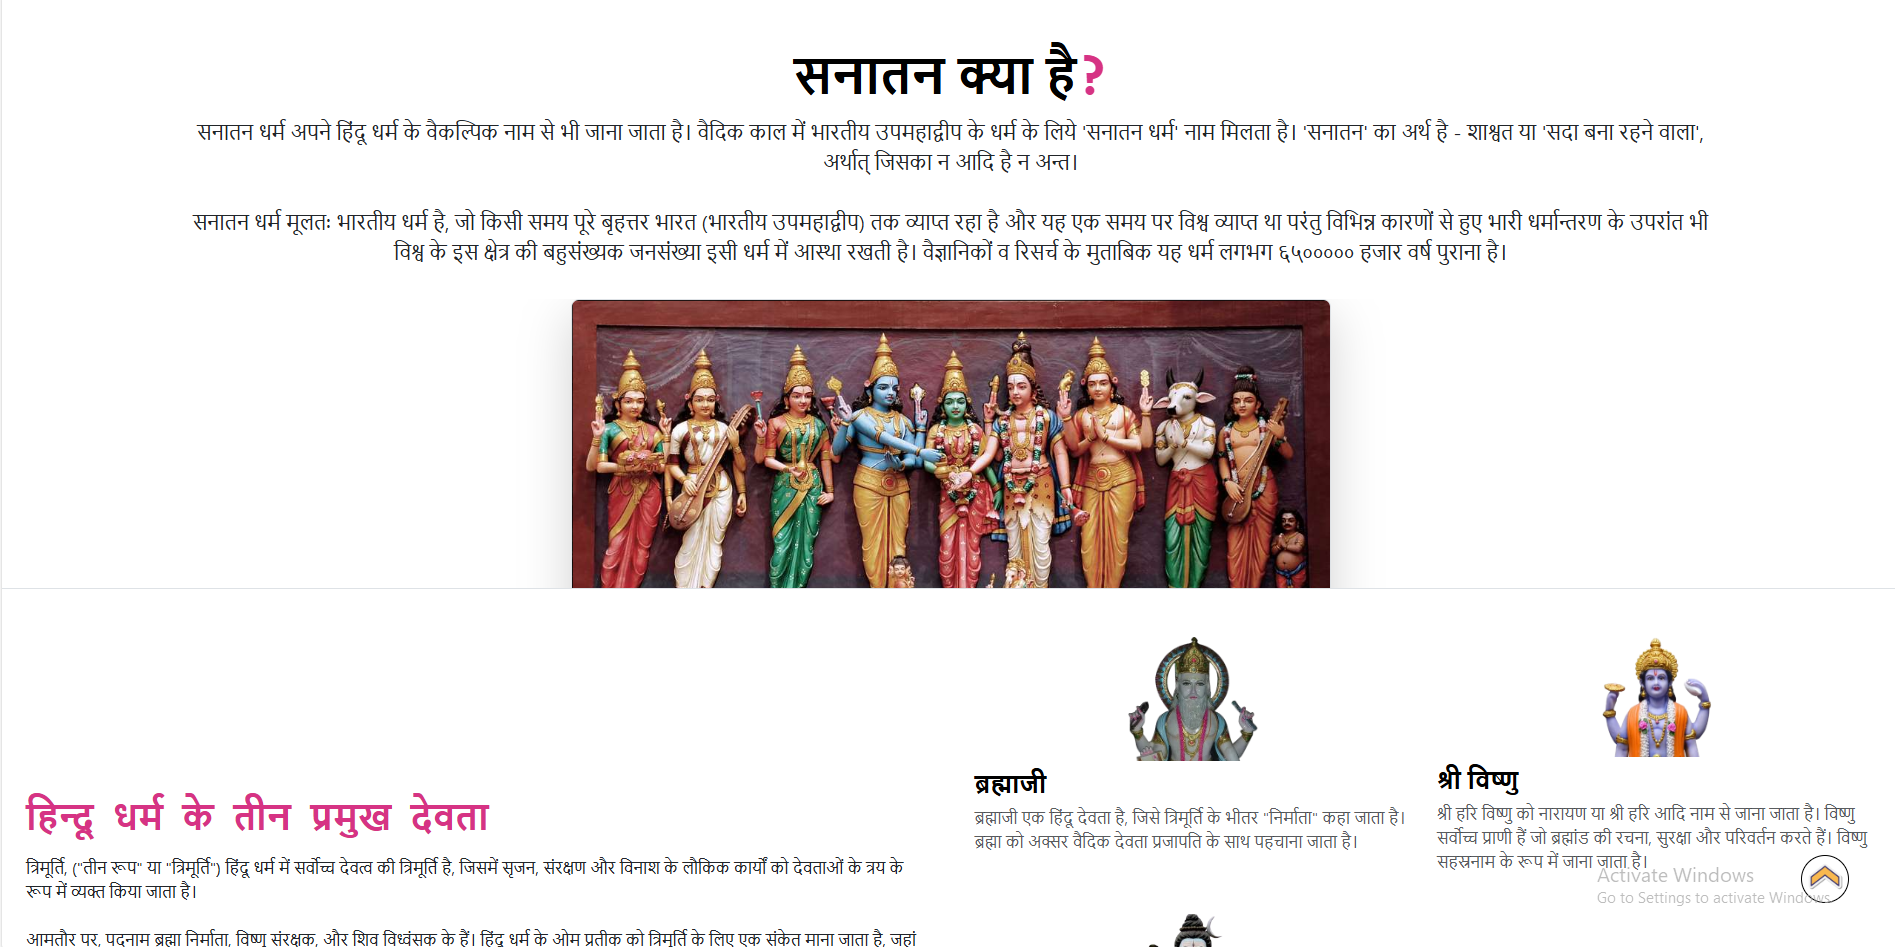 सनातन क्या है?
सनातन धर्म अपने हिंदू धर्म के वैकल्पिक नाम से भी जाना जाता है। वैदिक काल में भारतीय उपमहाद्वीप के धर्म के लिये 'सनातन धर्म' नाम मिलता है। 'सनातन' का अर्थ है - शाश्वत या 'सदा बना रहने वाला',
अर्थात् जिसका न आदि है न अन्त।
सनातन धर्म मूलतः भारतीय धर्म है, जो किसी समय पूरे बृहत्तर भारत (भारतीय उपमहाद्वीप) तक व्याप्त रहा है और यह एक समय पर विश्व व्याप्त था परंतु विभिन्न कारणों से हुए भारी धर्मान्तरण के उपरांत भी
विश्व के इस क्षेत्र की बहुसंख्यक जनसंख्या इसी धर्म में आस्था रखती है। वैज्ञानिकों व रिसर्च के मुताबिक यह धर्म लगभग ६५००००० हजार वर्ष पुराना है।
हिन्दू धर्म के तीन प्रमुख देवता
त्रिमूर्ति, ("तीन रूप" या "त्रिमूर्ति") हिंदू धर्म में सर्वोच्च देवत्व की त्रिमूर्ति है, जिसमें सृजन, संरक्षण और विनाश के लौकिक कार्यों को देवताओं के त्रय के
रूप में व्यक्त किया जाता है।
आमतौर पर, पदनाम ब्रह्मा निर्माता, विष्णु संरक्षक, और शिव विध्वंसक के हैं। हिंदू धर्म के ओम प्रतीक को त्रिमूर्ति के लिए एक संकेत माना जाता है, जहां
ब्रह्माजी
ब्रह्माजी एक हिंदू देवता है, जिसे त्रिमूर्ति के भीतर "निर्माता" कहा जाता है।
ब्रह्मा को अक्सर वैदिक देवता प्रजापति के साथ पहचाना जाता है।
श्री विष्णु
श्री हरि विष्णु को नारायण या श्री हरि आदि नाम से जाना जाता है। विष्णु
सर्वोच्च प्राणी हैं जो ब्रह्मांड की रचना, सुरक्षा और परिवर्तन करते हैं। विष्णु
सहस्रनाम के रूप में जाना जाता है।
Activate Windows
Go to Settings to activate Windows.